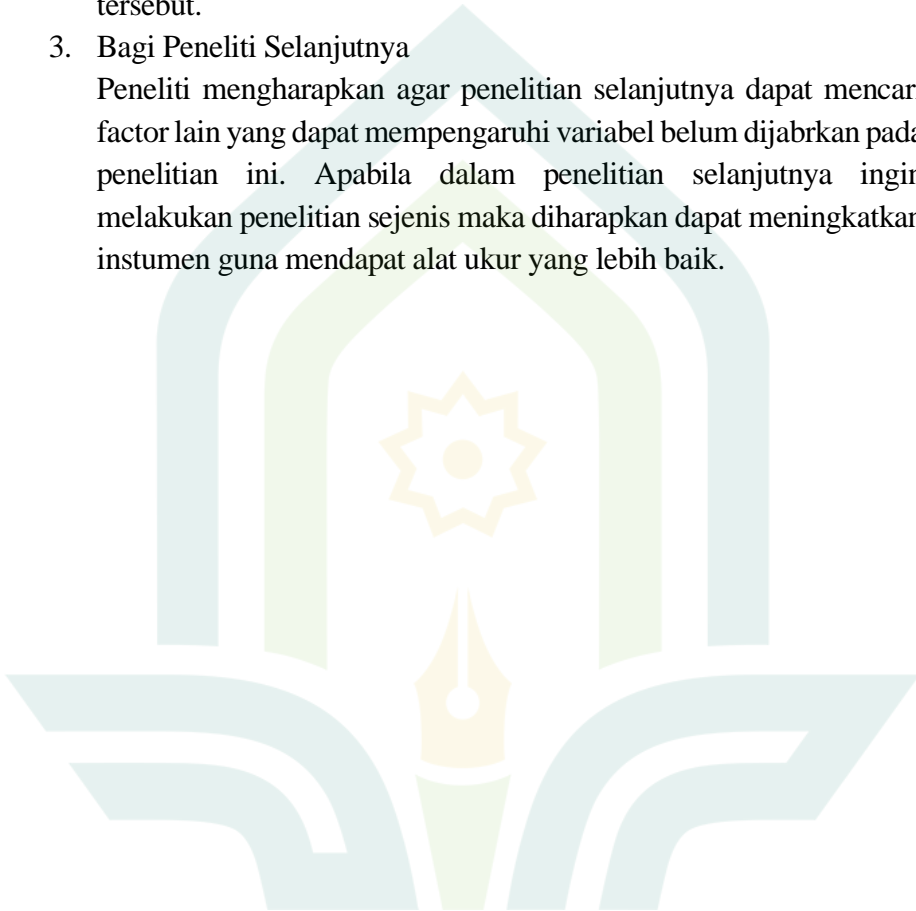 tersebut.
3. Bagi Peneliti Selanjutnya
Peneliti mengharapkan agar penelitian selanjutnya dapat mencari
factor lain yang dapat mempengaruhi variabel belum dijabrkan pada
penelitian ini. Apabila dalam penelitian selanjutnya ingin
melakukan penelitian sejenis maka diharapkan dapat meningkatkan
instumen guna mendapat alat ukur yang lebih baik.